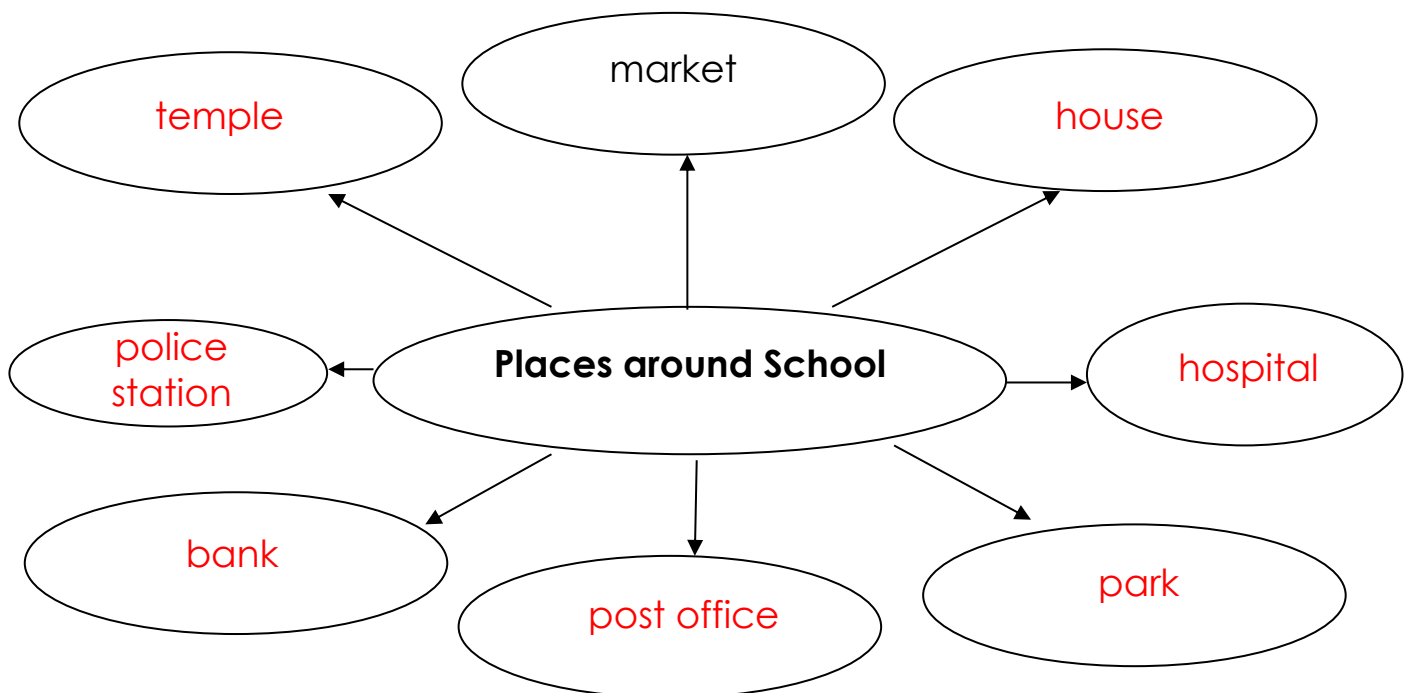 market
temple
house
Places around School
police
station
hospital
bank
park
post office